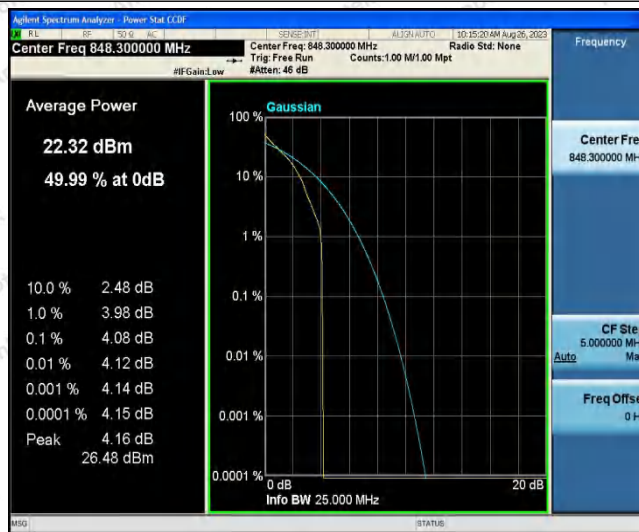 Agilent Spectrum Analyzer - Power Stat CCDF
RL RF 50 Ω AC SENSE:INT ALIGN AUTO 10:15:20 AM Aug 26, 2023
Center Freq 848.300000 MHz
Center Freq: 848.300000 MHz Radio Std: None
Trig: Free Run Counts:1.00 M/1.00 Mpt
#IFGain:Low #Atten: 46 dB
Frequency
Average Power
22.32 dBm
49.99 % at 0dB
10.0 % 2.48 dB
1.0 % 3.98 dB
0.1 % 4.08 dB
0.01 % 4.12 dB
0.001 % 4.14 dB
0.0001 % 4.15 dB
Peak 4.16 dB
26.48 dBm
Gaussian
100 %
10 %
1 %
0.1 %
0.01 %
0.001 %
0.0001 %
0 dB 20 dB
Info BW 25.000 MHz
Center Fre
848.300000 MH
CF Ste
5.000000 MH
Auto Ma
Freq Offse
0 H
MSG STATUS